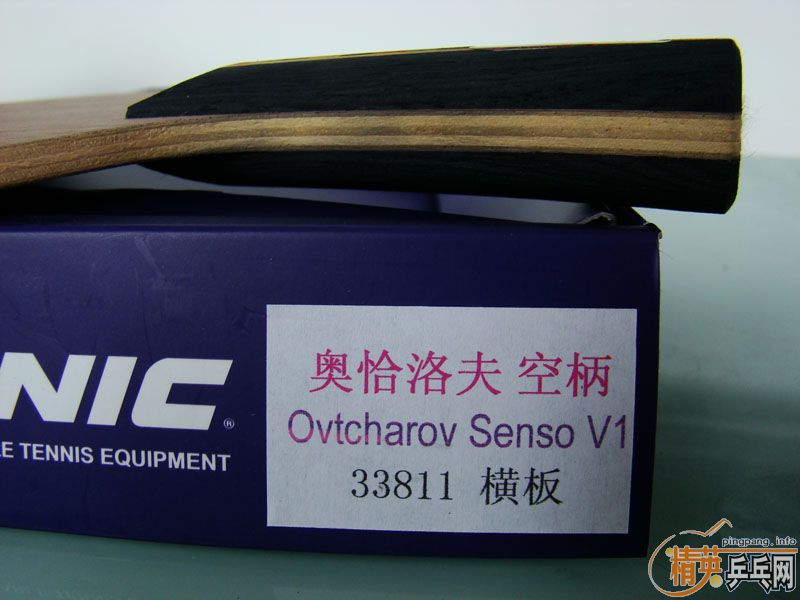 NIC®
LE TENNIS EQUIPMENT
奥恰洛夫 空柄
Ovtcharov Senso V1
33811 横板
pingpang.info
精英乒乓网